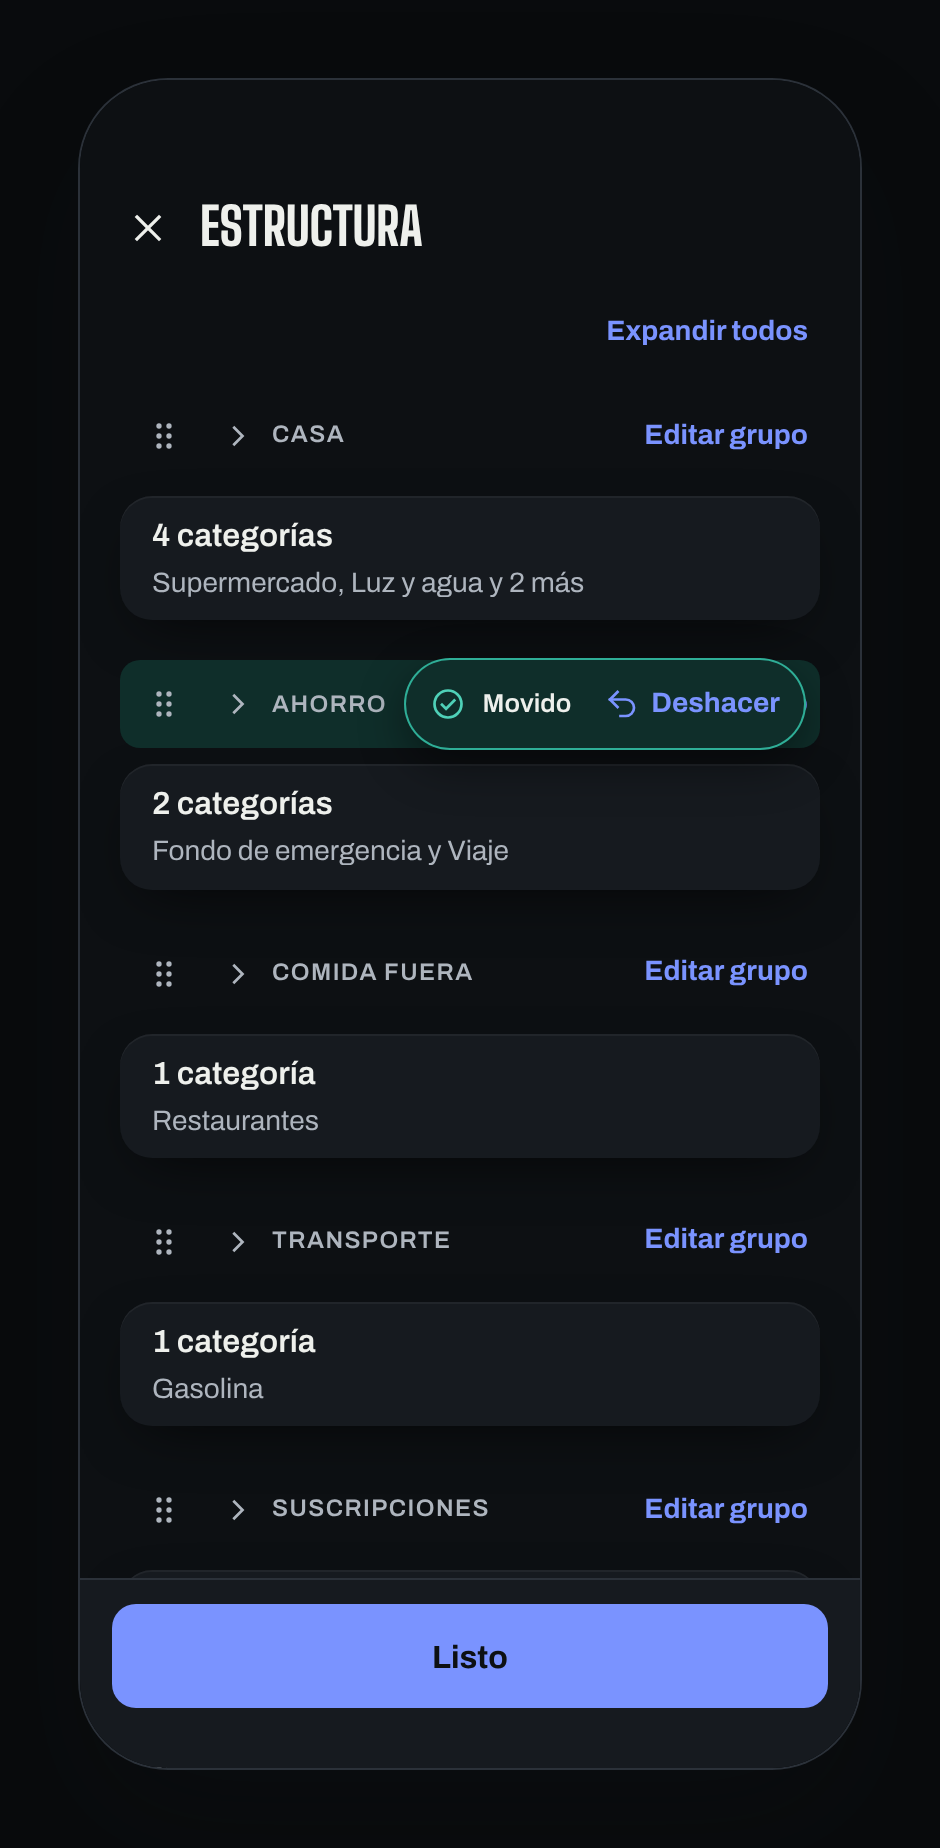 ESTRUCTURA
Expandir todos
CASA Editar grupo
4 categorías
Supermercado, Luz y agua y 2 más
AHORRO Movido Deshacer
2 categorías
Fondo de emergencia y Viaje
COMIDA FUERA Editar grupo
1 categoría
Restaurantes
TRANSPORTE Editar grupo
1 categoría
Gasolina
SUSCRIPCIONES Editar grupo
Listo